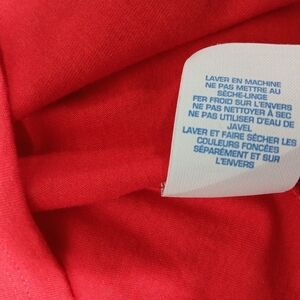 LAVER EN MACHINE
NE PAS METTRE AU
SÈCHE-LINGE
FER FROID SUR L'ENVERS
NE PAS NETTOYER À SEC
NE PAS UTILISER D'EAU DE
JAVEL
LAVER ET FAIRE SÉCHER LES
COULEURS FONCÉES
SÉPARÉMENT ET SUR
L'ENVERS